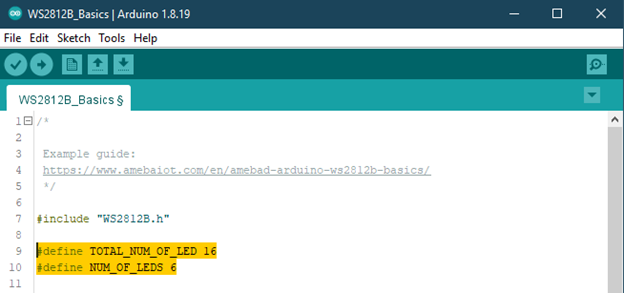 WS2812B_Basics | Arduino 1.8.19
File Edit Sketch Tools Help
WS2812B_Basics §
1 /*
2
3 Example guide:
4 https://www.amebaiot.com/en/amebad-arduino-ws2812b-basics/
5 */
6
7 #include "WS2812B.h"
8
9 #define TOTAL_NUM_OF_LED 16
10 #define NUM_OF_LEDS 6
11